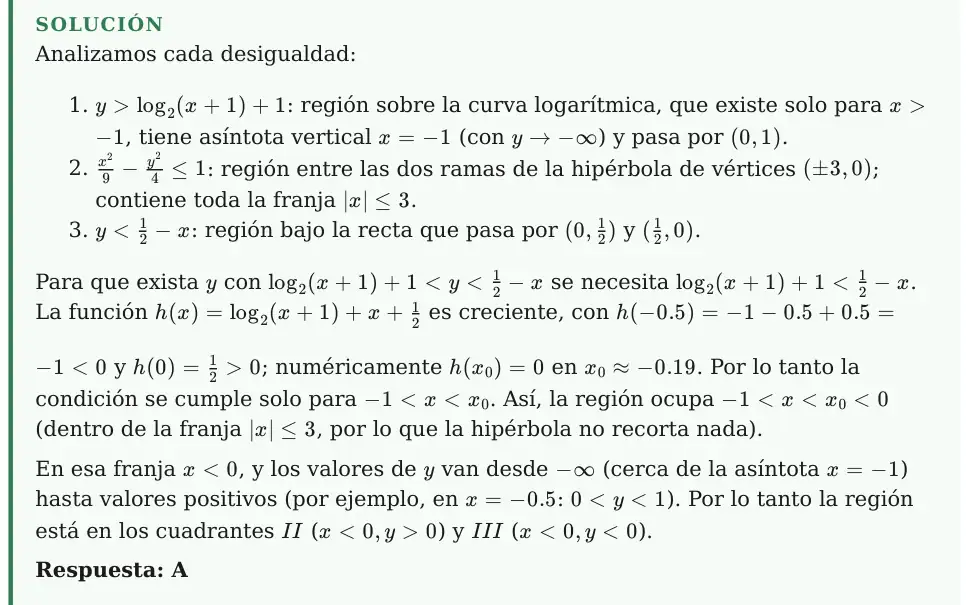 SOLUCIÓN
Analizamos cada desigualdad:
1. y > log₂(x + 1) + 1: región sobre la curva logarítmica, que existe solo para x >
−1, tiene asíntota vertical x = −1 (con y → −∞) y pasa por (0, 1).
2. x²/9 − y²/4 ≤ 1: región entre las dos ramas de la hipérbola de vértices (±3, 0);
contiene toda la franja |x| ≤ 3.
3. y < 1/2 − x: región bajo la recta que pasa por (0, 1/2) y (1/2, 0).
Para que exista y con log₂(x + 1) + 1 < y < 1/2 − x se necesita log₂(x + 1) + 1 < 1/2 − x.
La función h(x) = log₂(x + 1) + x + 1/2 es creciente, con h(−0.5) = −1 − 0.5 + 0.5 =
−1 < 0 y h(0) = 1/2 > 0; numéricamente h(x₀) = 0 en x₀ ≈ −0.19. Por lo tanto la
condición se cumple solo para −1 < x < x₀. Así, la región ocupa −1 < x < x₀ < 0
(dentro de la franja |x| ≤ 3, por lo que la hipérbola no recorta nada).
En esa franja x < 0, y los valores de y van desde −∞ (cerca de la asíntota x = −1)
hasta valores positivos (por ejemplo, en x = −0.5: 0 < y < 1). Por lo tanto la región
está en los cuadrantes II (x < 0, y > 0) y III (x < 0, y < 0).
Respuesta: A